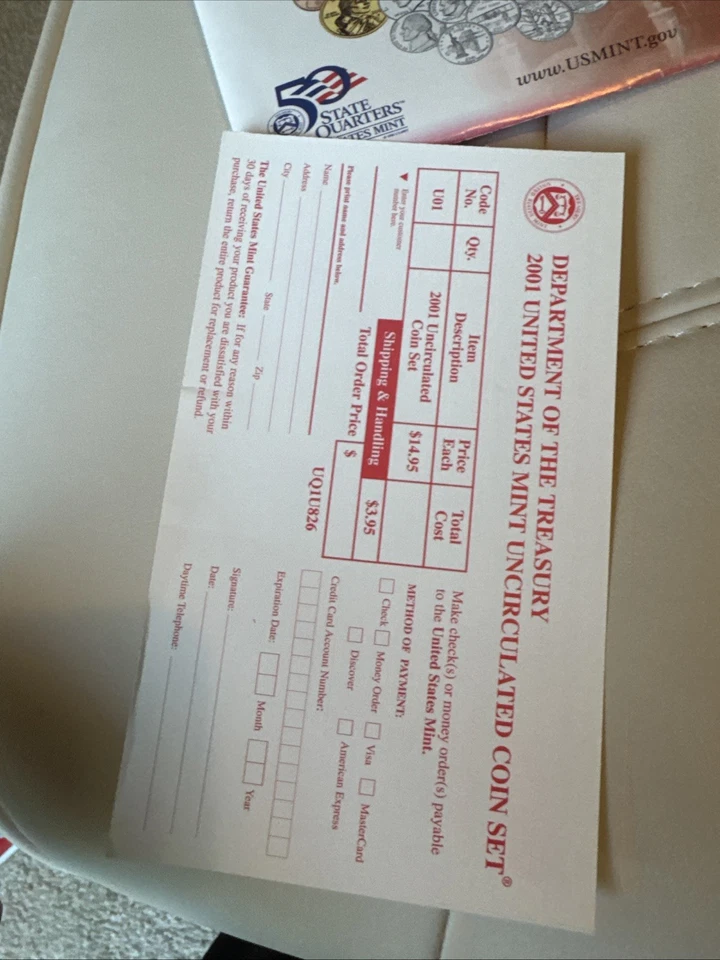 www.USMINT.gov
50
STATE
QUARTERS™
DEPARTMENT OF THE TREASURY
2001 UNITED STATES MINT UNCIRCULATED COIN SET®
Code No. Qty. Item Description Price Each Total Cost
U01 2001 Uncirculated Coin Set $14.95
Shipping & Handling $3.95
Total Order Price $
▼ Enter your customer
number here.
Please print name and address below.
Name
Address
City State Zip
The United States Mint Guarantee: If for any reason within
30 days of receiving your product you are dissatisfied with your
purchase, return the entire product for replacement or refund.
UQ1U826
Make check(s) or money order(s) payable
to the United States Mint.
METHOD OF PAYMENT:
Check Money Order Visa MasterCard
Discover American Express
Credit Card Account Number:
Expiration Date: Month Year
Signature:
Date:
Daytime Telephone: